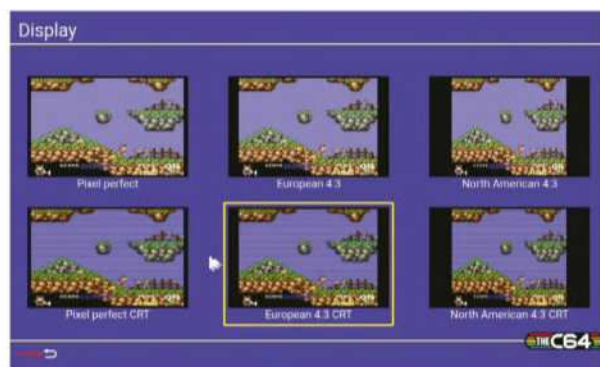 Display
Pixel perfect
European 4:3
North American 4:3
Pixel perfect CRT
European 4:3 CRT
North American 4:3 CRT
THE C64